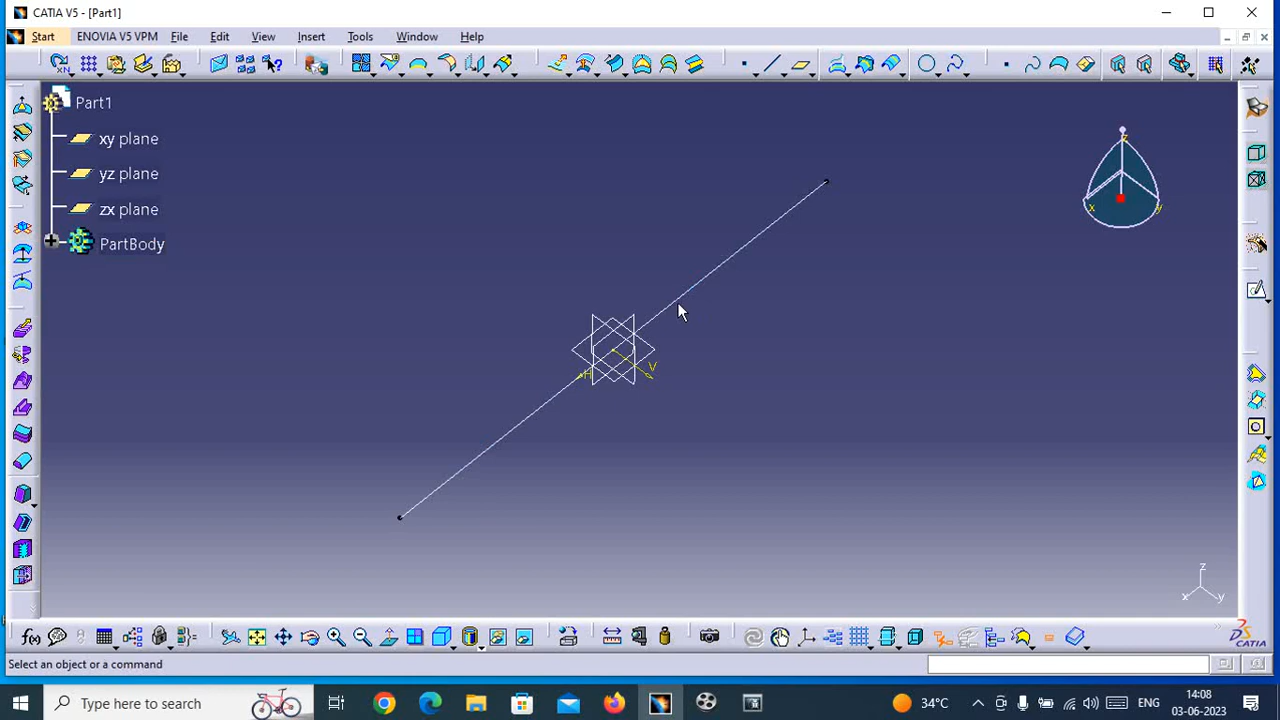 CATIA V5 - [Part1]
Start ENOVIA V5 VPM File Edit View Insert Tools Window Help
Part1
xy plane
yz plane
zx plane
PartBody
z
x
y
H
V
z
x
y
f(x)
CATIA
Select an object or a command
Type here to search
34°C
ENG
14:08
03-06-2023